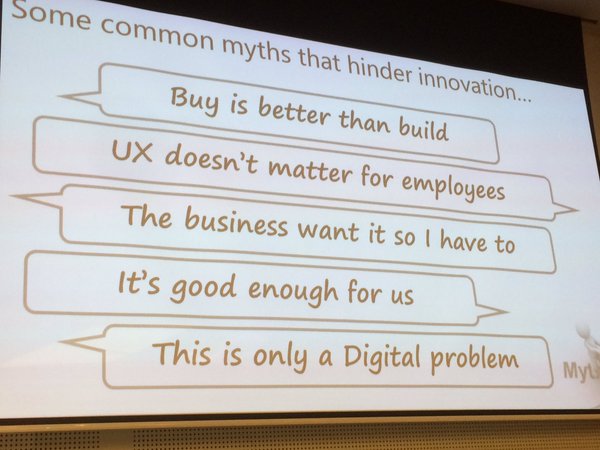 Some common myths that hinder innovation...
Buy is better than build
UX doesn't matter for employees
The business want it so I have to
It's good enough for us
This is only a Digital problem